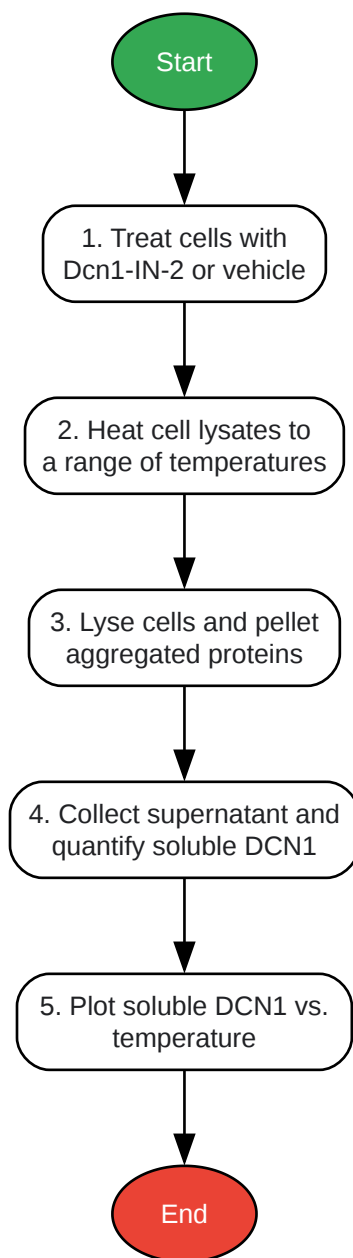 Start
1. Treat cells with
Dcn1-IN-2 or vehicle
2. Heat cell lysates to
a range of temperatures
3. Lyse cells and pellet
aggregated proteins
4. Collect supernatant and
quantify soluble DCN1
5. Plot soluble DCN1 vs.
temperature
End